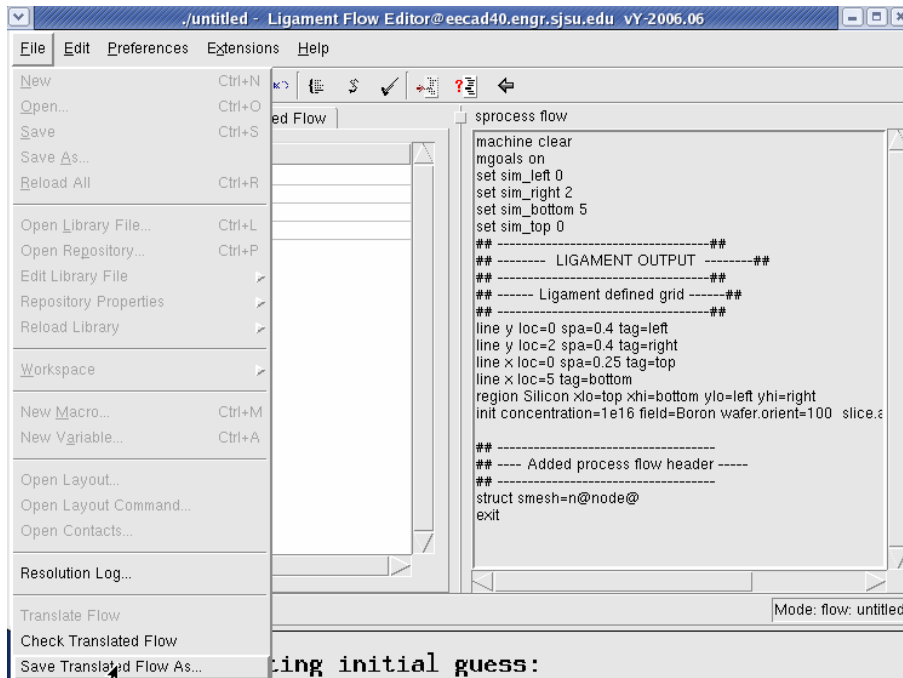 ./untitled - Ligament Flow Editor@eecad40.engr.sjsu.edu vY-2006.06
File Edit Preferences Extensions Help
New Ctrl+N
Open... Ctrl+O
Save Ctrl+S
Save As...
Reload All Ctrl+R
Open Library File... Ctrl+L
Open Repository... Ctrl+P
Edit Library File
Repository Properties
Reload Library
Workspace
New Macro... Ctrl+M
New Variable... Ctrl+A
Open Layout...
Open Layout Command...
Open Contacts...
Resolution Log...
Translate Flow
Check Translated Flow
Save Translated Flow As...
ed Flow
sprocess flow
machine clear
mgoals on
set sim_left 0
set sim_right 2
set sim_bottom 5
set sim_top 0
## -----------------------------------##
## -------- LIGAMENT OUTPUT --------##
## -----------------------------------##
## ------ Ligament defined grid ------##
## -----------------------------------##
line y loc=0 spa=0.4 tag=left
line y loc=2 spa=0.4 tag=right
line x loc=0 spa=0.25 tag=top
line x loc=5 tag=bottom
region Silicon xlo=top xhi=bottom ylo=left yhi=right
init concentration=1e16 field=Boron wafer.orient=100 slice.a
## ------------------------------------
## ---- Added process flow header -----
## ------------------------------------
struct smesh=n@node@
exit
Mode: flow: untitled
ting initial guess: